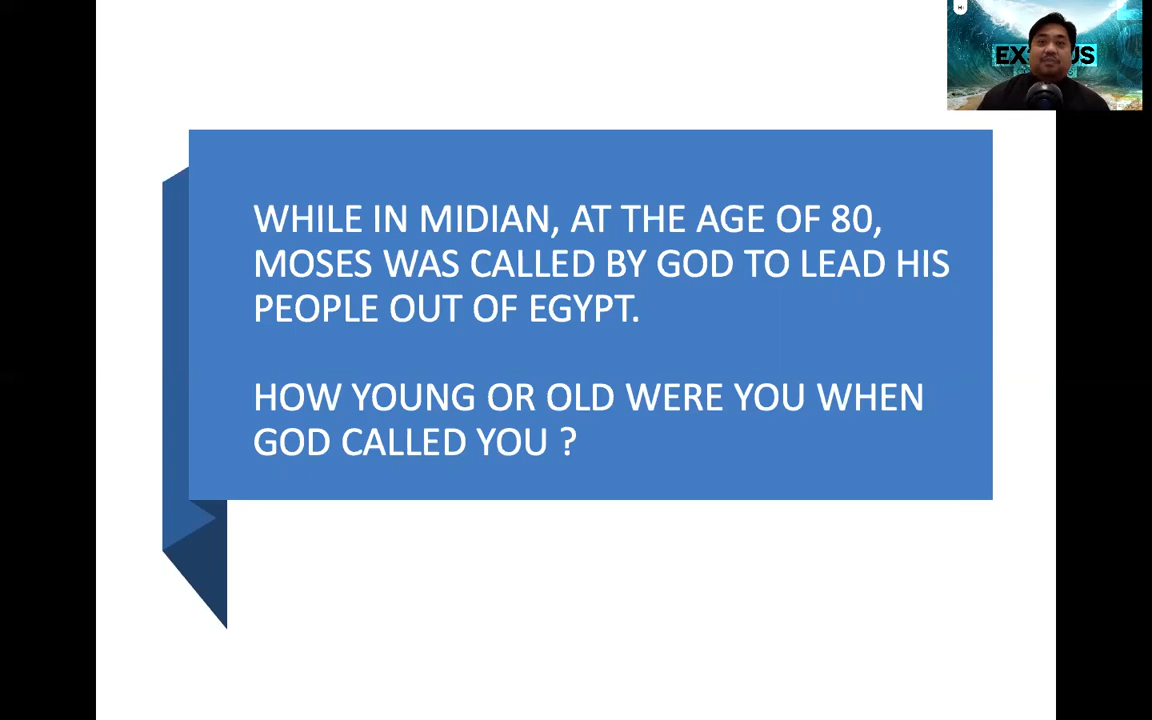 WHILE IN MIDIAN, AT THE AGE OF 80,
MOSES WAS CALLED BY GOD TO LEAD HIS
PEOPLE OUT OF EGYPT.
HOW YOUNG OR OLD WERE YOU WHEN
GOD CALLED YOU ?